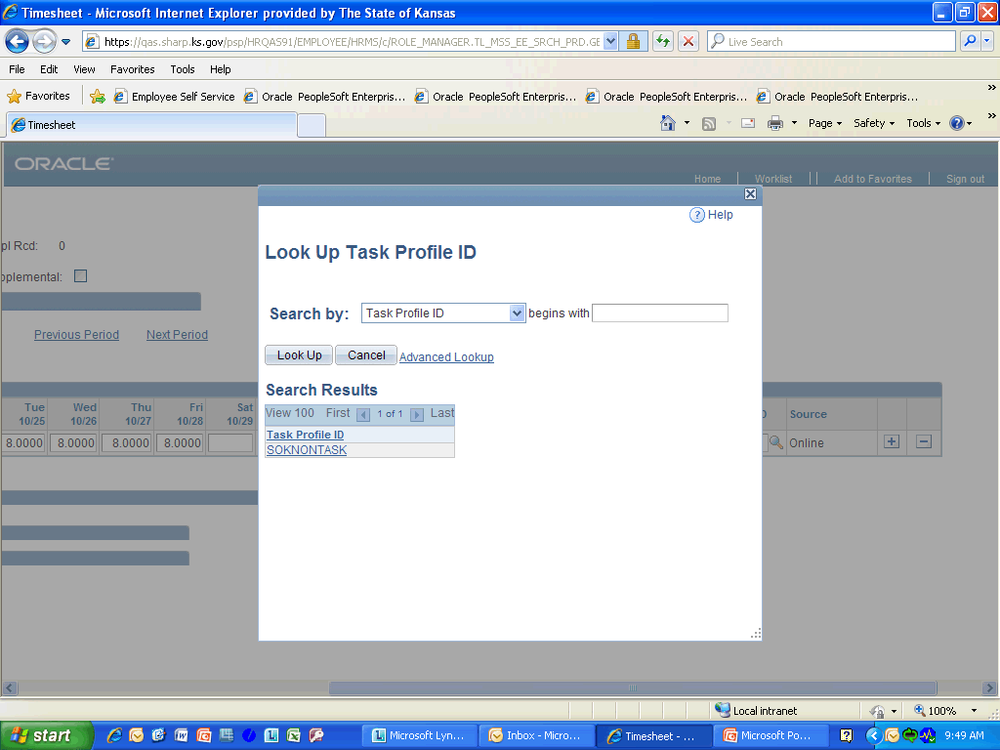 Timesheet - Microsoft Internet Explorer provided by The State of Kansas
https://qas.sharp.ks.gov/psp/HRQAS91/EMPLOYEE/HRMS/c/ROLE_MANAGER.TL_MSS_EE_SRCH_PRD.GE
Live Search
File Edit View Favorites Tools Help
Favorites Employee Self Service Oracle PeopleSoft Enterpris... Oracle PeopleSoft Enterpris... Oracle PeopleSoft Enterpris... Oracle PeopleSoft Enterpris...
Timesheet
Page Safety Tools
ORACLE
Home Worklist Add to Favorites Sign out
Help
pl Rcd: 0
Look Up Task Profile ID
pplemental:
Search by: Task Profile ID begins with
Previous Period Next Period
Look Up Cancel Advanced Lookup
Search Results
View 100 First 1 of 1 Last
Tue 10/25 Wed 10/26 Thu 10/27 Fri 10/28 Sat 10/29
Source
Task Profile ID
SOKNONTASK
8.0000 8.0000 8.0000 8.0000
Online
Local intranet
100%
start
Microsoft Lyn...
Inbox - Micro...
Timesheet - ...
Microsoft Po...
9:49 AM